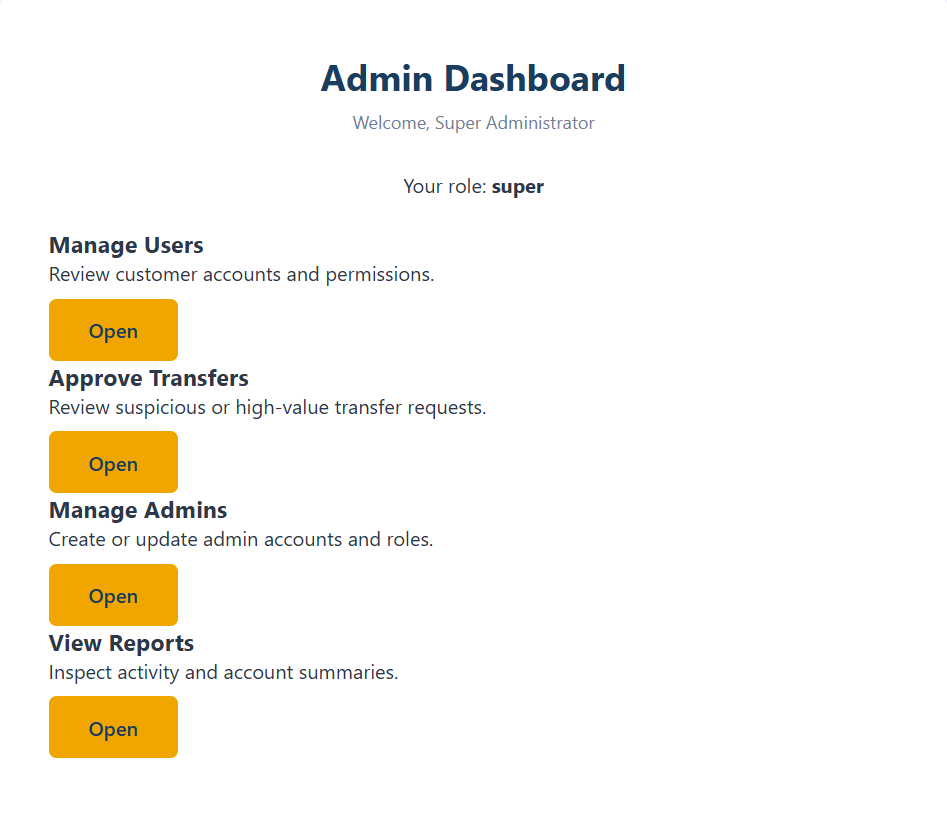 Admin Dashboard
Welcome, Super Administrator
Your role: super
Manage Users
Review customer accounts and permissions.
Open
Approve Transfers
Review suspicious or high-value transfer requests.
Open
Manage Admins
Create or update admin accounts and roles.
Open
View Reports
Inspect activity and account summaries.
Open